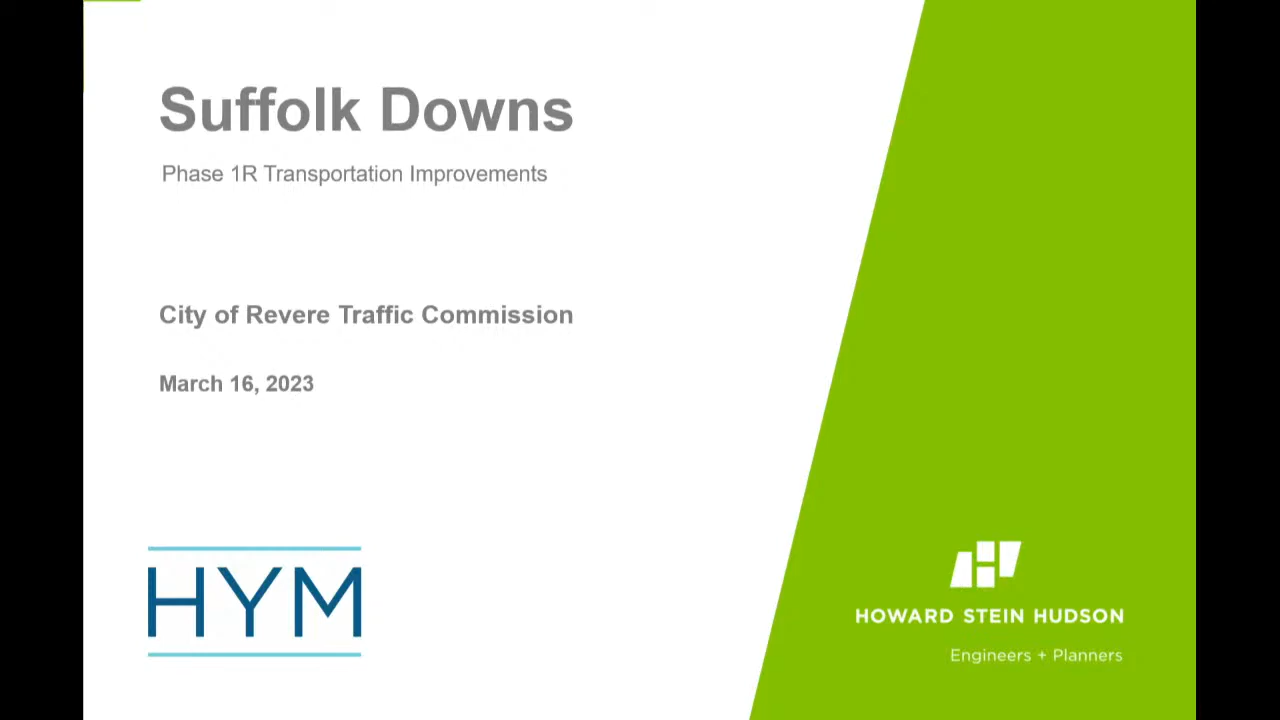 Suffolk Downs
Phase 1R Transportation Improvements
City of Revere Traffic Commission
March 16, 2023
HYM
HOWARD STEIN HUDSON
Engineers + Planners